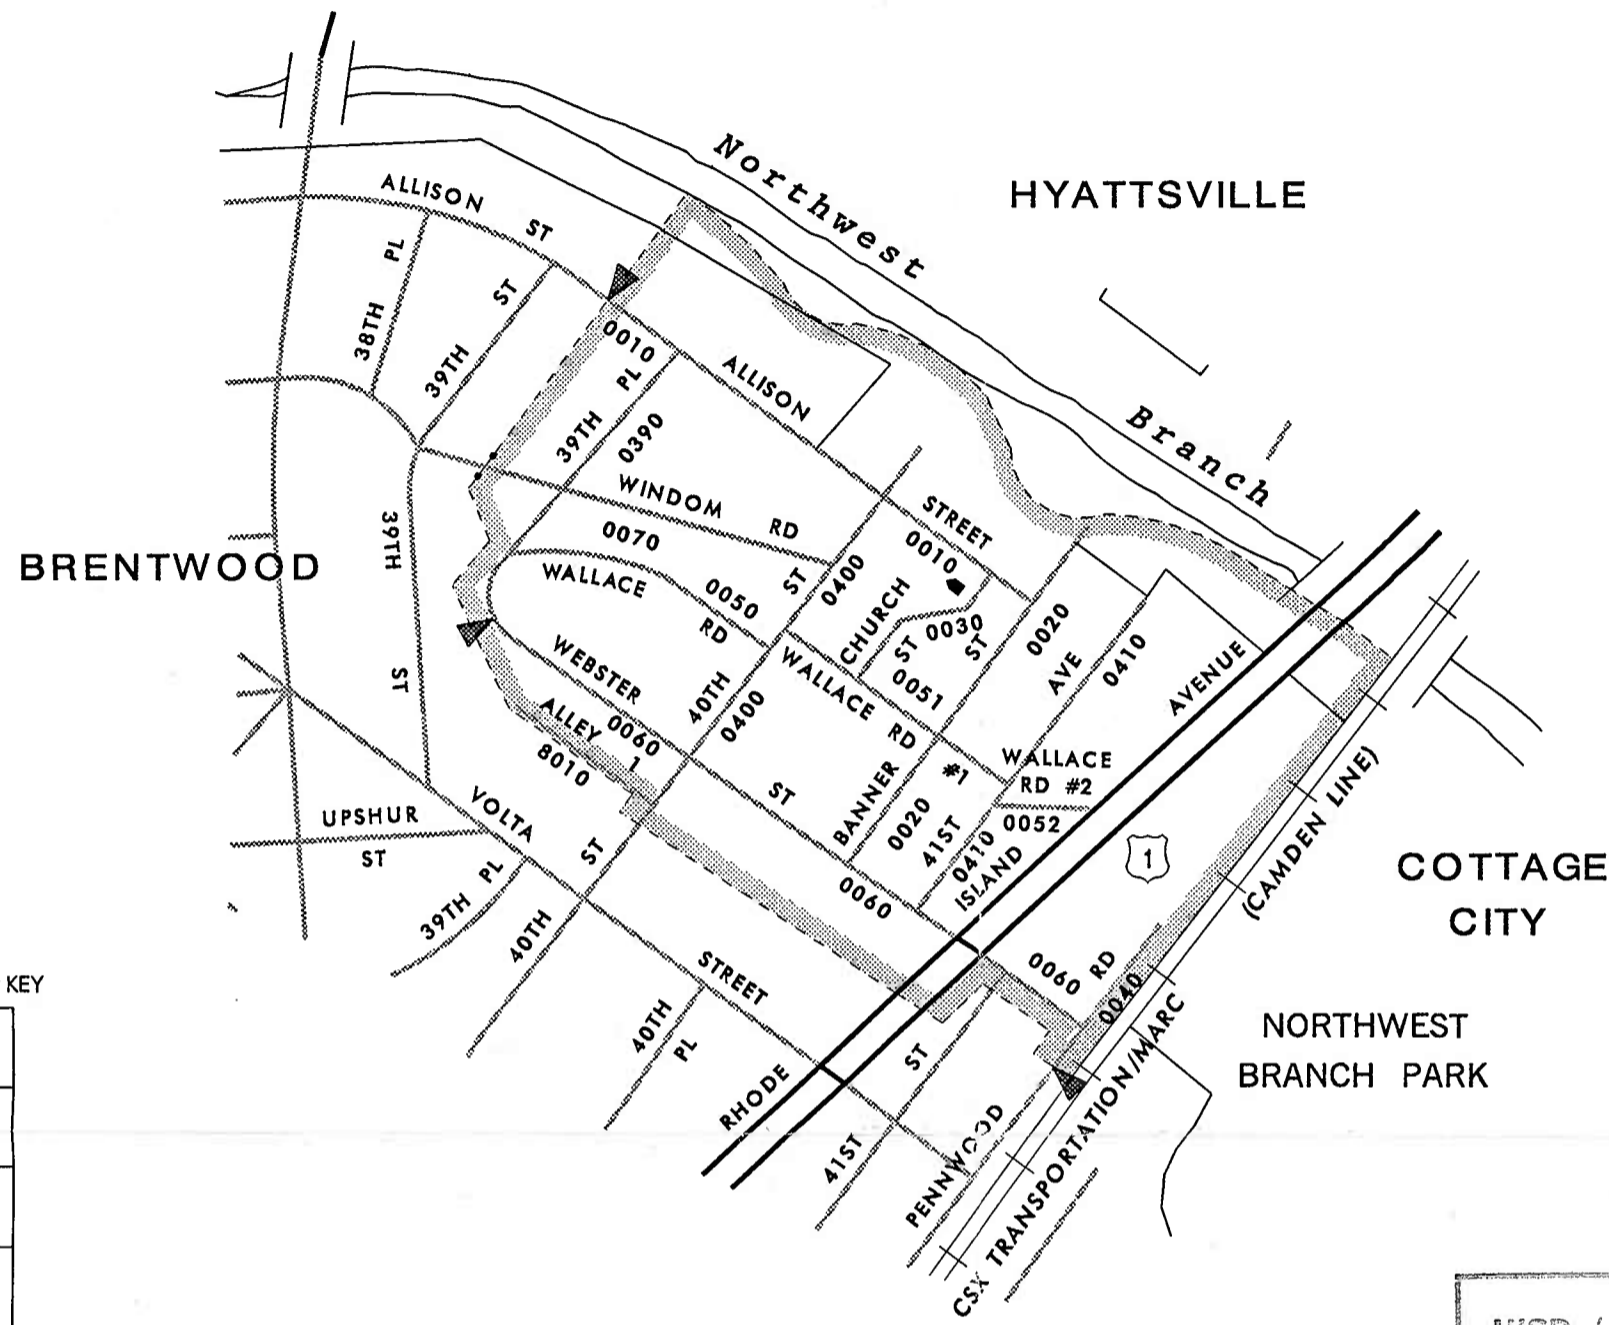 Northwest
HYATTSVILLE
ALLISON
ST
38TH
PL
39TH
ST
0010
39TH
PL
0390
ALLISON
STREET
Branch
WINDOM
RD
0070
WALLACE
0050
RD
ST
0400
CHURCH
ST
0010
0030
ST
0051
0020
AVE
0410
AVENUE
BRENTWOOD
39TH
ST
WEBSTER
0060
ST
ALLEY
1
8010
40TH
0400
WALLACE
RD
#1
BANNER
0020
41ST
0410
WALLACE
RD #2
0052
ISLAND
1
(CAMDEN LINE)
COTTAGE
CITY
UPSHUR
ST
VOLTA
39TH
PL
ST
40TH
0060
STREET
40TH
PL
RHODE
0060
RD
0040
ST
41ST
PENNWOOD
CSX TRANSPORTATION/MARC
NORTHWEST
BRANCH PARK
KEY